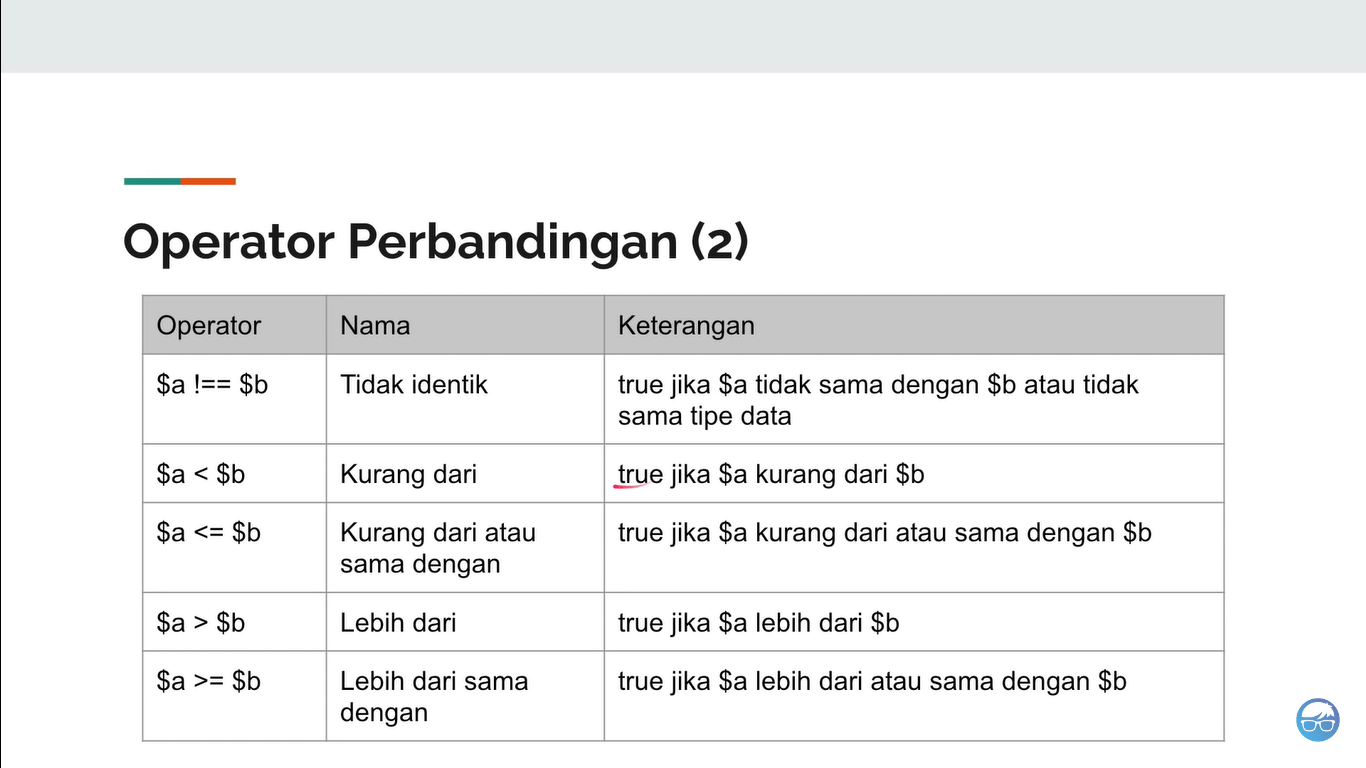 Operator Perbandingan (2)
Operator Nama Keterangan
$a !== $b Tidak identik true jika $a tidak sama dengan $b atau tidak
sama tipe data
$a < $b Kurang dari true jika $a kurang dari $b
$a <= $b Kurang dari atau true jika $a kurang dari atau sama dengan $b
sama dengan
$a > $b Lebih dari true jika $a lebih dari $b
$a >= $b Lebih dari sama true jika $a lebih dari atau sama dengan $b
dengan